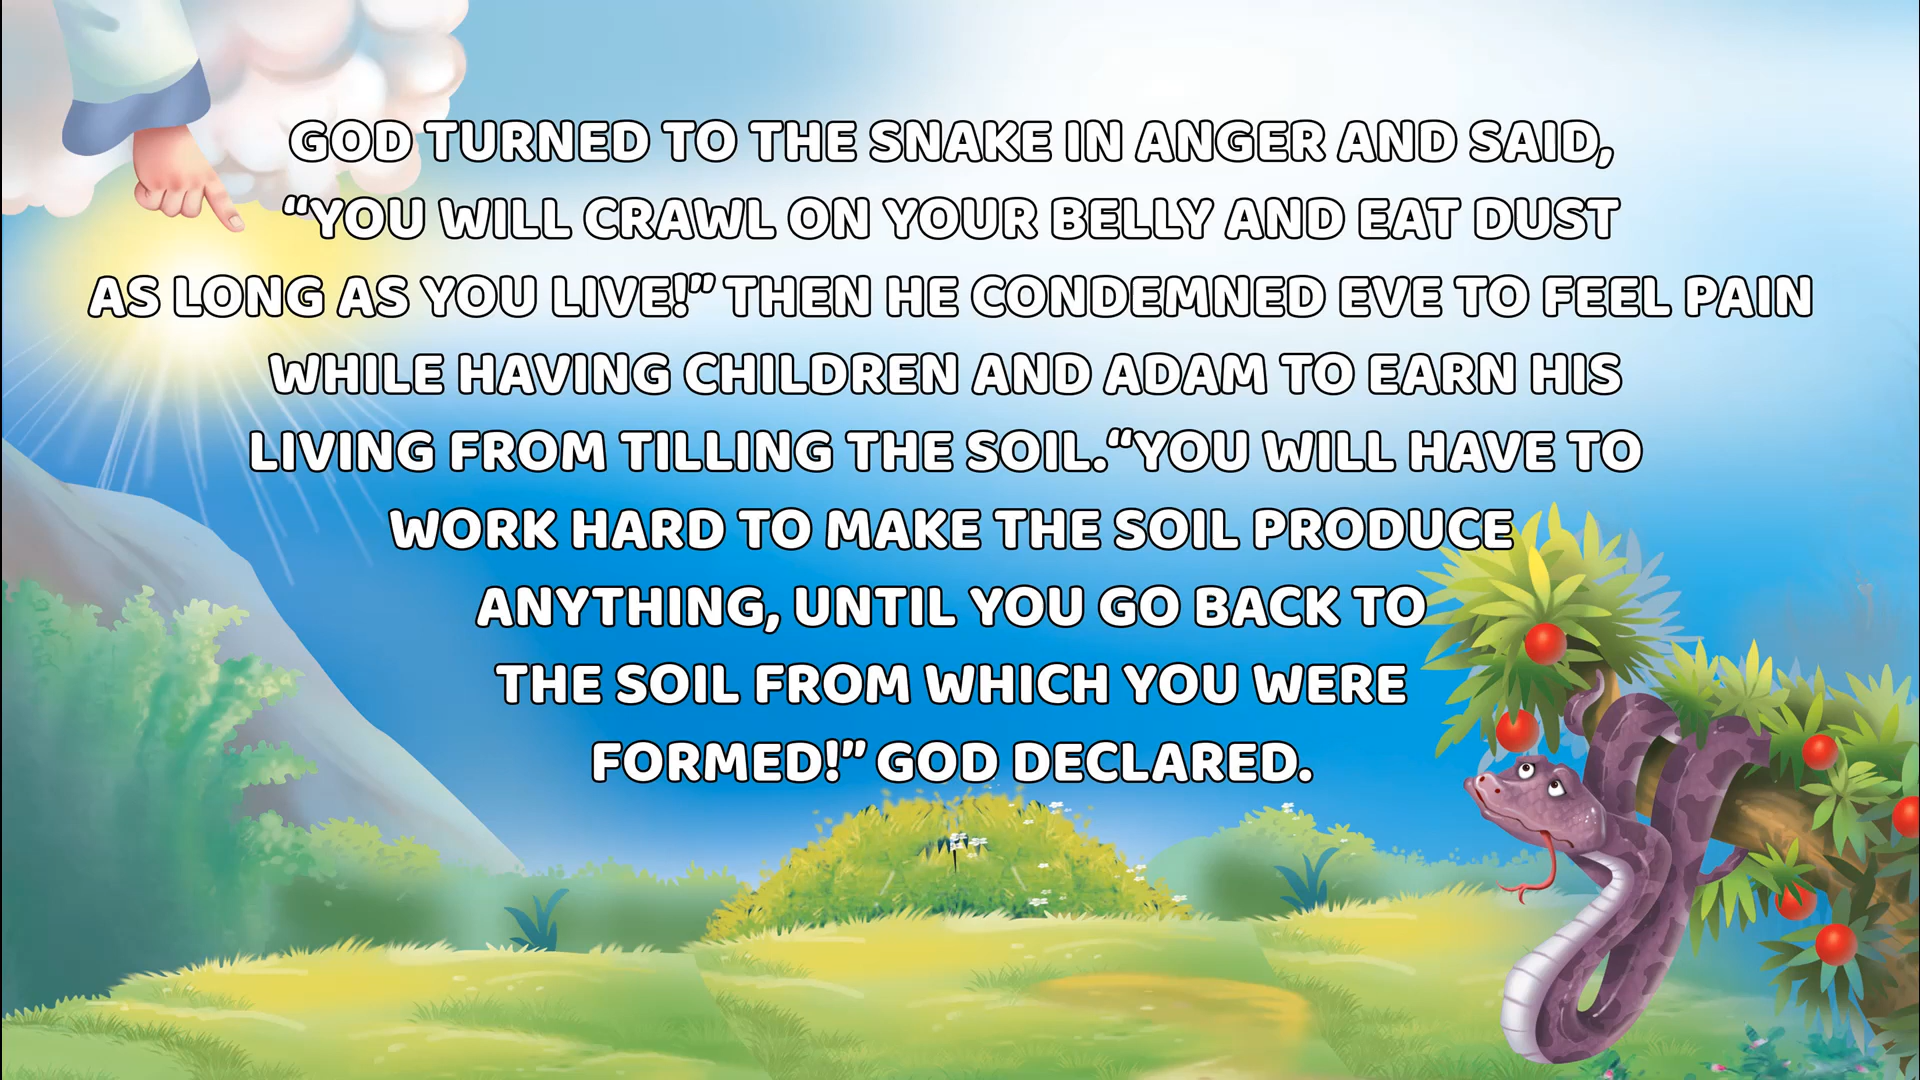 GOD TURNED TO THE SNAKE IN ANGER AND SAID,
“YOU WILL CRAWL ON YOUR BELLY AND EAT DUST
AS LONG AS YOU LIVE!” THEN HE CONDEMNED EVE TO FEEL PAIN
WHILE HAVING CHILDREN AND ADAM TO EARN HIS
LIVING FROM TILLING THE SOIL.“YOU WILL HAVE TO
WORK HARD TO MAKE THE SOIL PRODUCE
ANYTHING, UNTIL YOU GO BACK TO
THE SOIL FROM WHICH YOU WERE
FORMED!” GOD DECLARED.